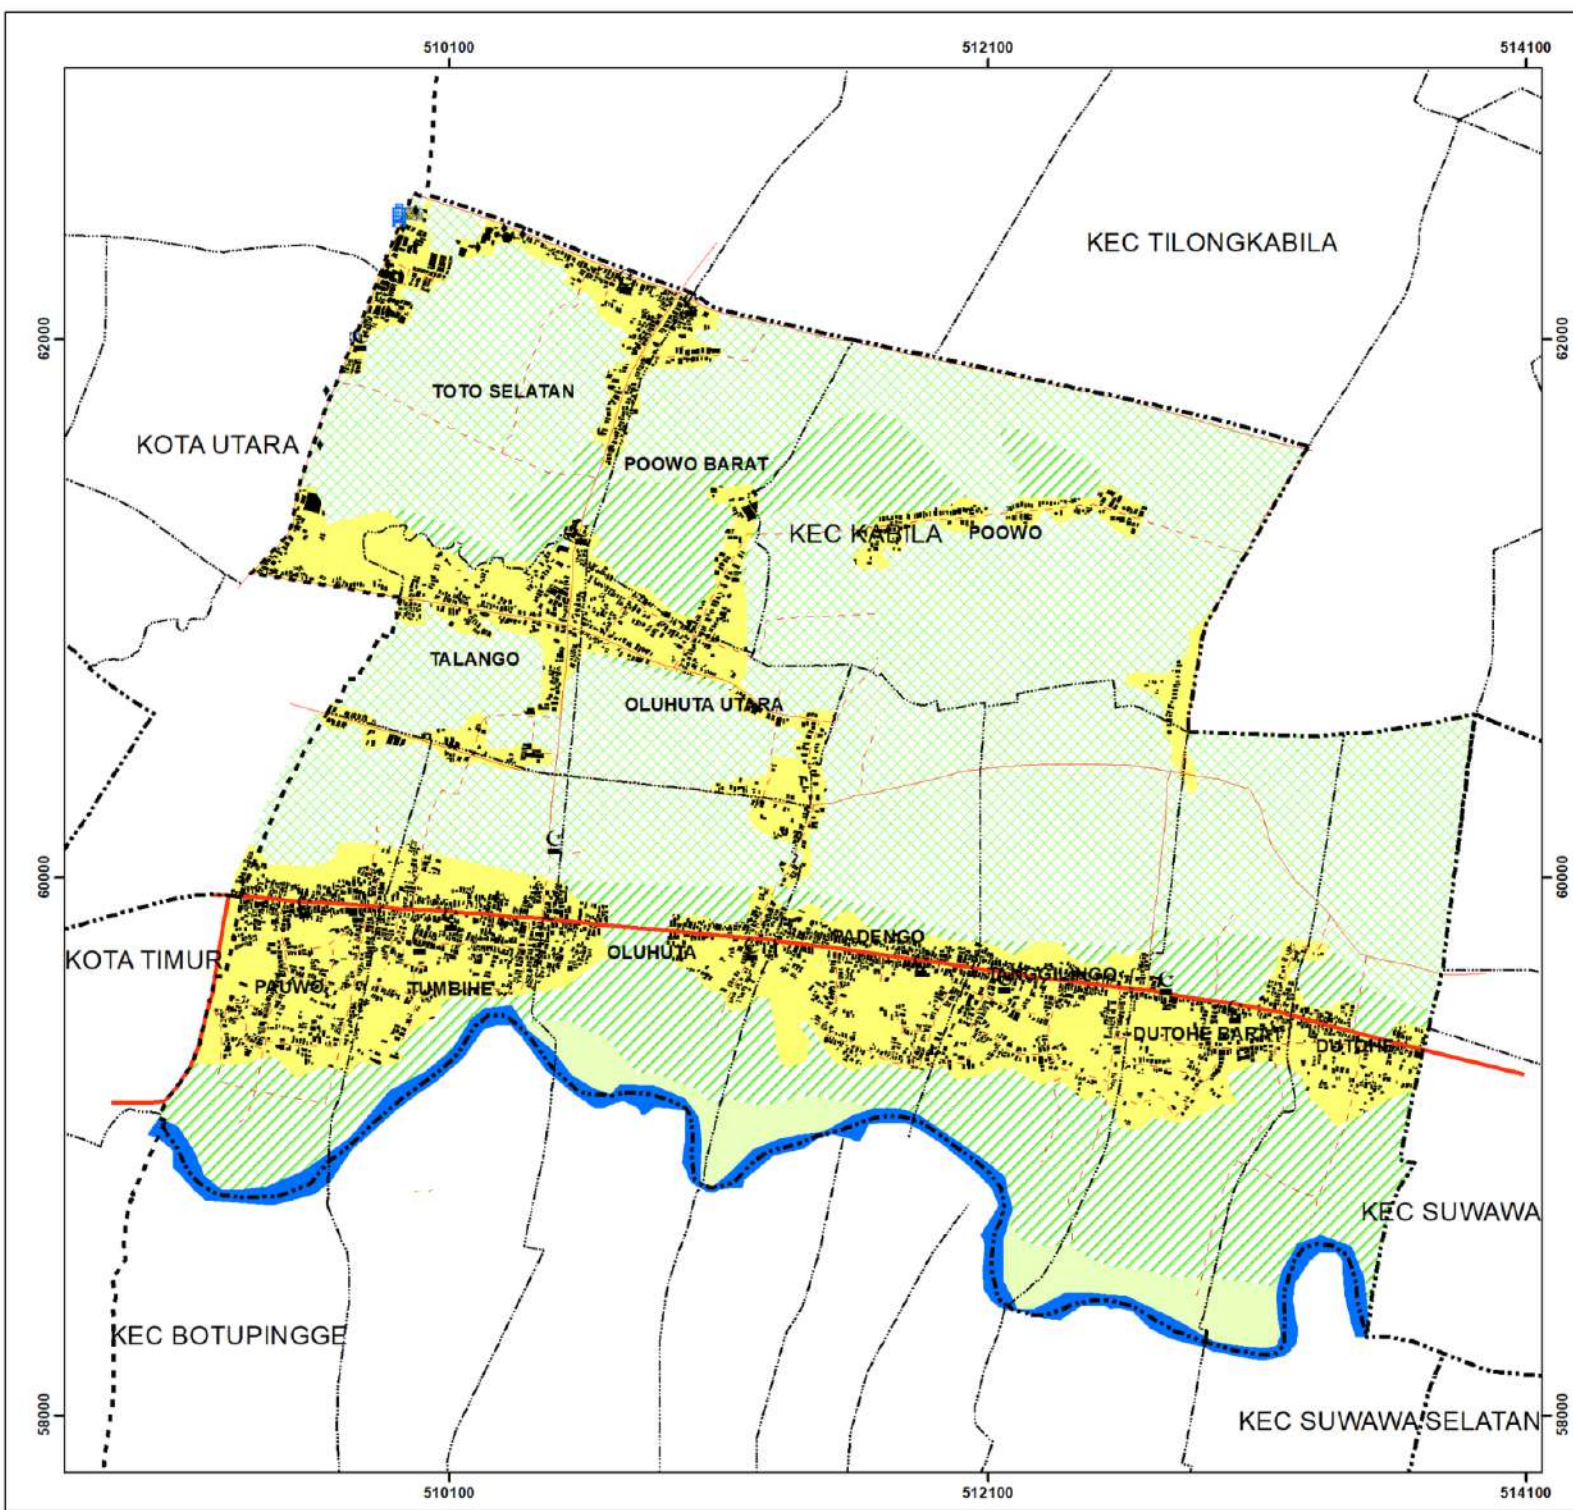 510100
512100
514100
KEC TILONGKABILA
62000
62000
TOTO SELATAN
KOTA UTARA
POOWO BARAT
KEC KABILA
POOWO
TALANGO
OLUHUTA UTARA
60000
60000
PADENGO
OLUHUTA
KOTA TIMUR
TANGGILINGO
PAUWO
TUMBIHE
DUTOHE BARAT
DUTOHE
KEC SUWAWA
KEC BOTUPINGGE
58000
KEC SUWAWA SELATAN
58000
510100
512100
514100